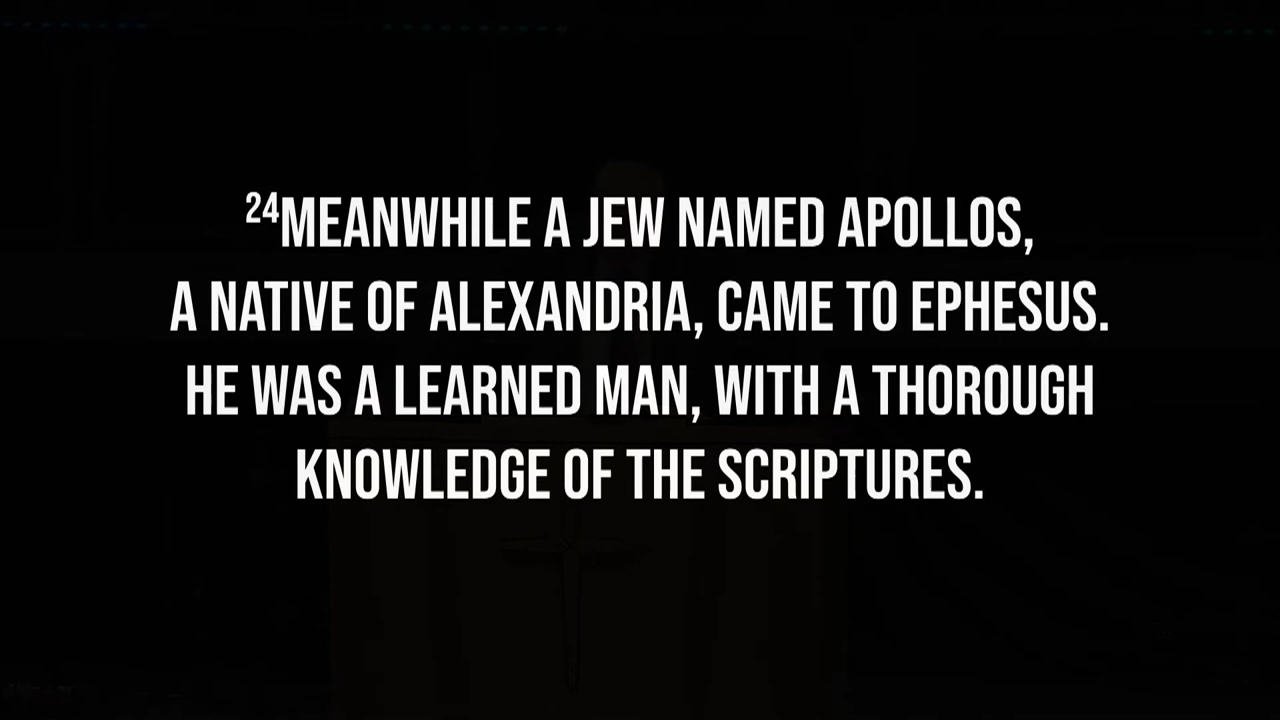 ²⁴MEANWHILE A JEW NAMED APOLLOS,
A NATIVE OF ALEXANDRIA, CAME TO EPHESUS.
HE WAS A LEARNED MAN, WITH A THOROUGH
KNOWLEDGE OF THE SCRIPTURES.